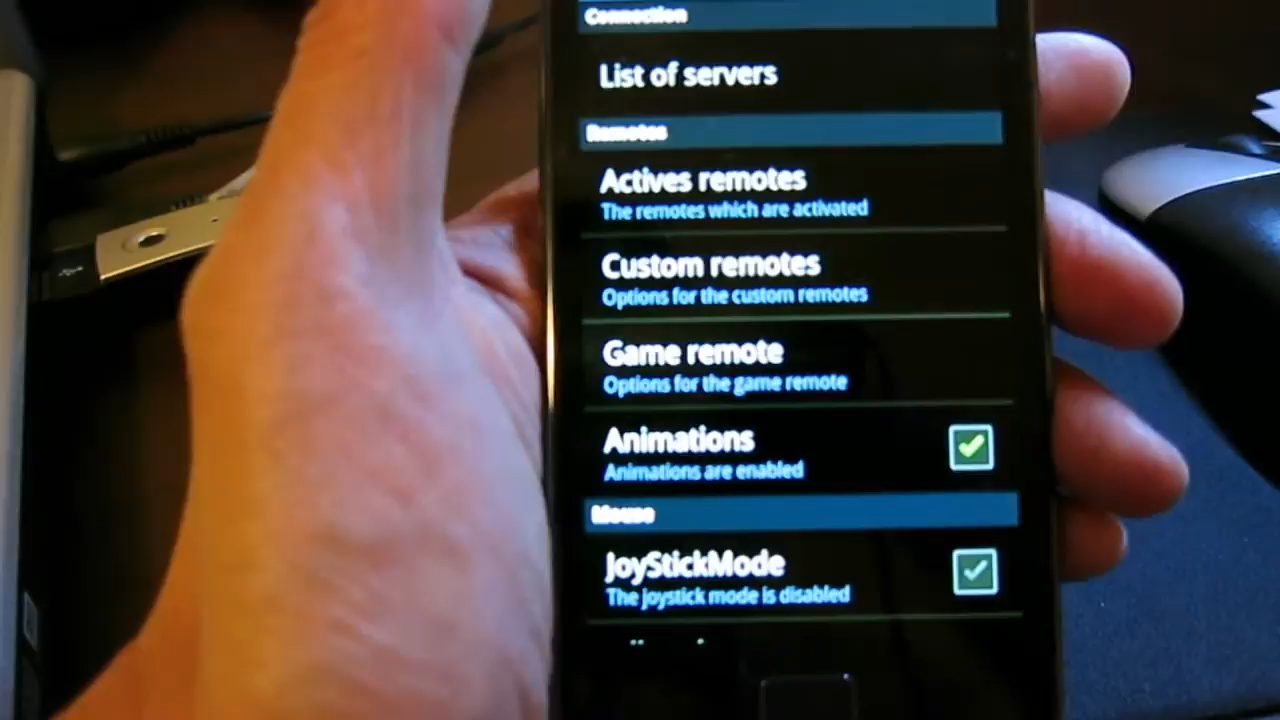 Connection
List of servers
Remotes
Actives remotes
The remotes which are activated
Custom remotes
Options for the custom remotes
Game remote
Options for the game remote
Animations
Animations are enabled
Mouse
JoyStickMode
The joystick mode is disabled